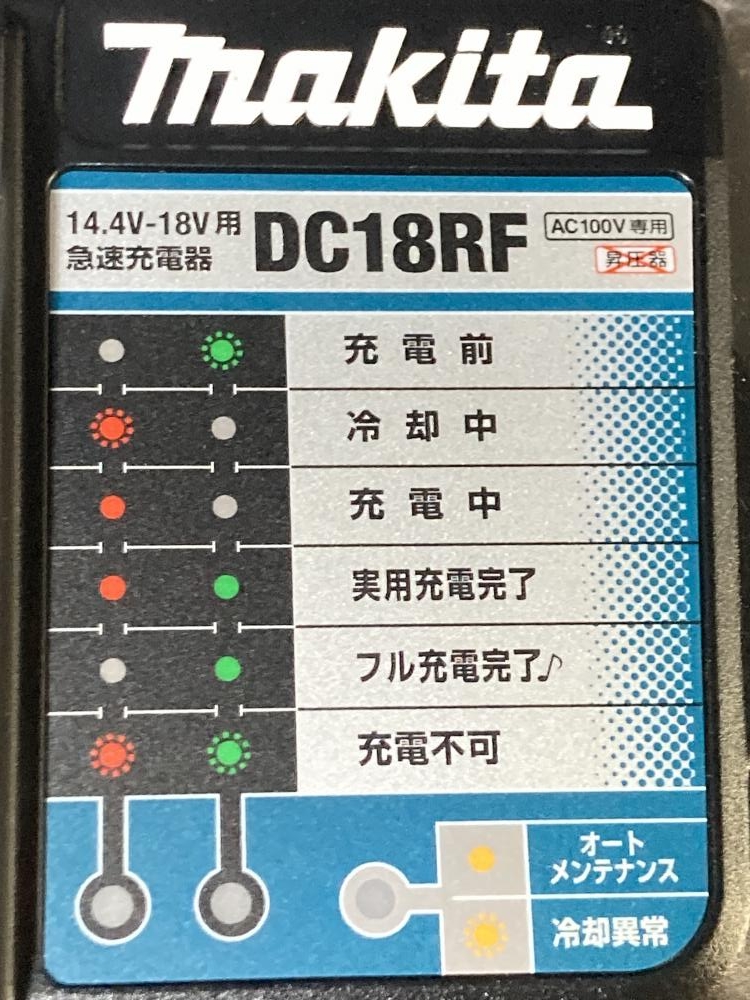 makita
14.4V-18V用
急速充電器
DC18RF
AC100V専用
昇圧器
充電前
冷却中
充電中
実用充電完了
フル充電完了♪
充電不可
オート
メンテナンス
冷却異常